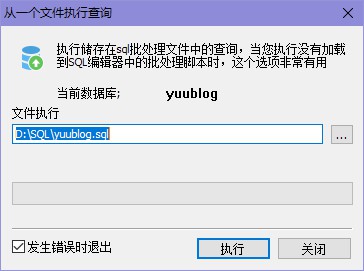 从一个文件执行查询
执行储存在sql批处理文件中的查询，当您执行没有加载
到SQL编辑器中的批处理脚本时，这个选项非常有用
当前数据库; yuublog
文件执行
D:\SQL\yuublog.sql
...
发生错误时退出
执行
关闭